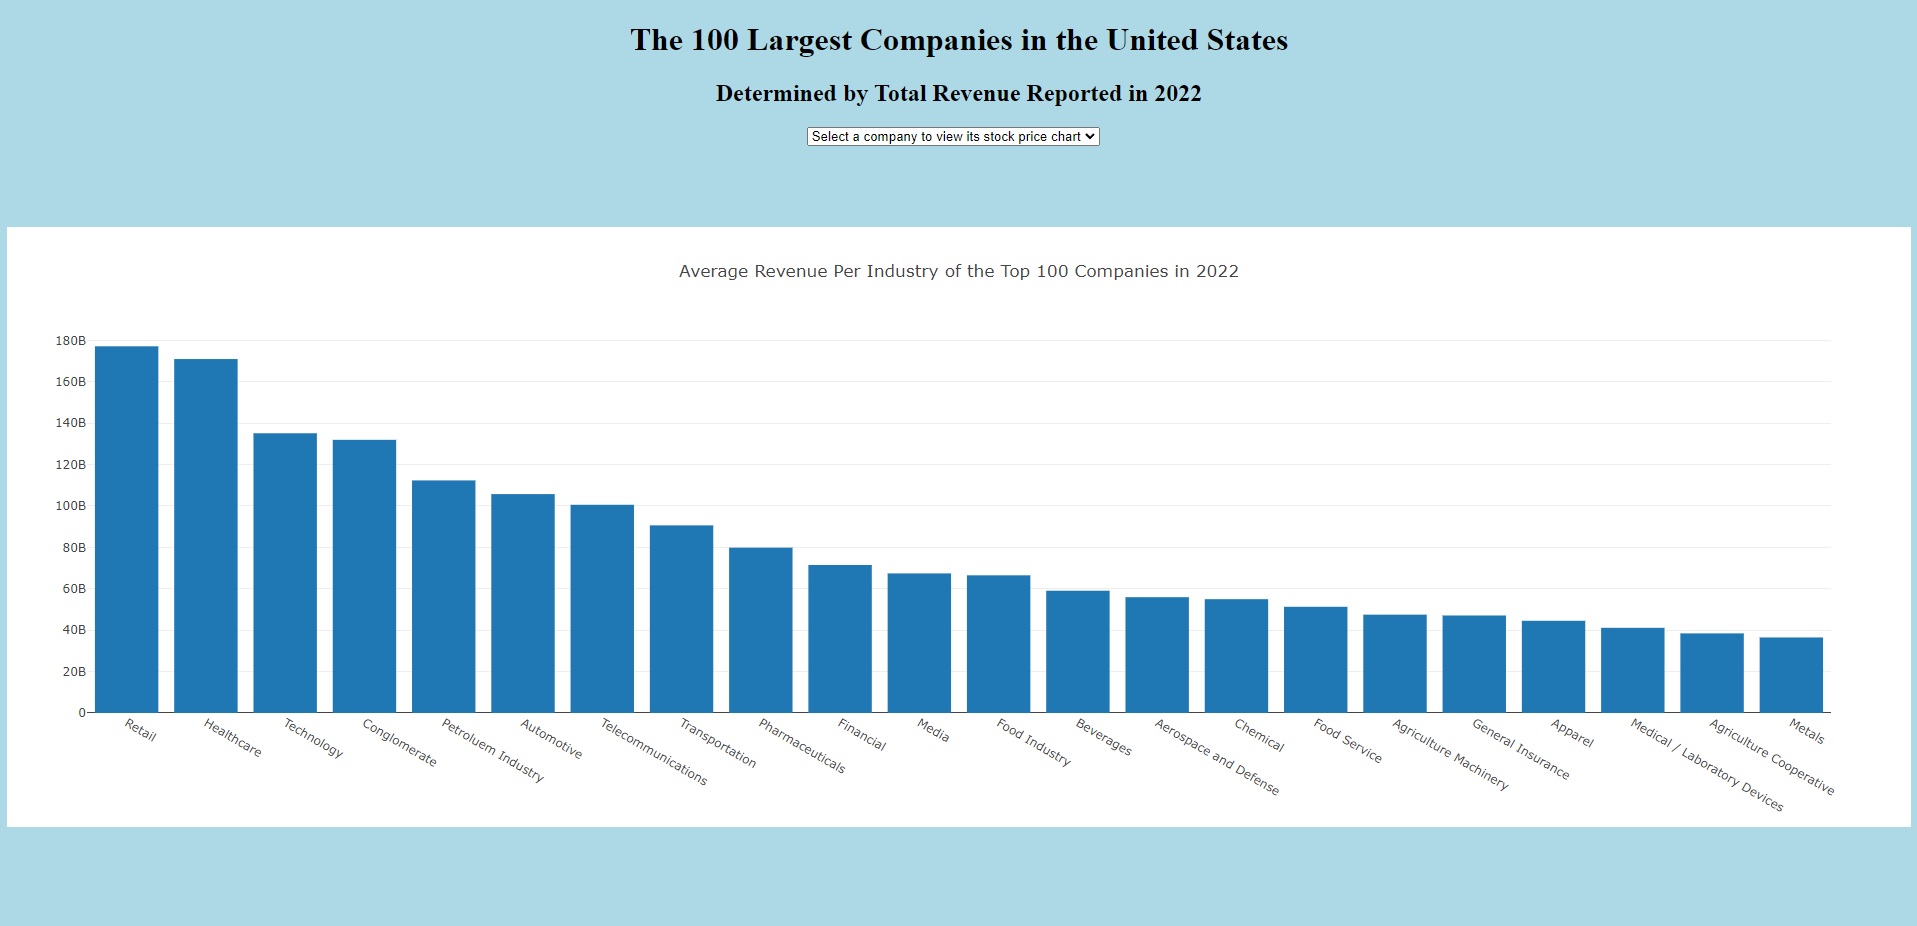 The 100 Largest Companies in the United States
Determined by Total Revenue Reported in 2022
Select a company to view its stock price chart
Average Revenue Per Industry of the Top 100 Companies in 2022
180B
160B
140B
120B
100B
80B
60B
40B
20B
0
Retail
Healthcare
Technology
Conglomerate
Petroluem Industry
Automotive
Telecommunications
Transportation
Pharmaceuticals
Financial
Media
Food Industry
Beverages
Aerospace and Defense
Chemical
Food Service
Agriculture Machinery
General Insurance
Apparel
Medical / Laboratory Devices
Agriculture Cooperative
Metals